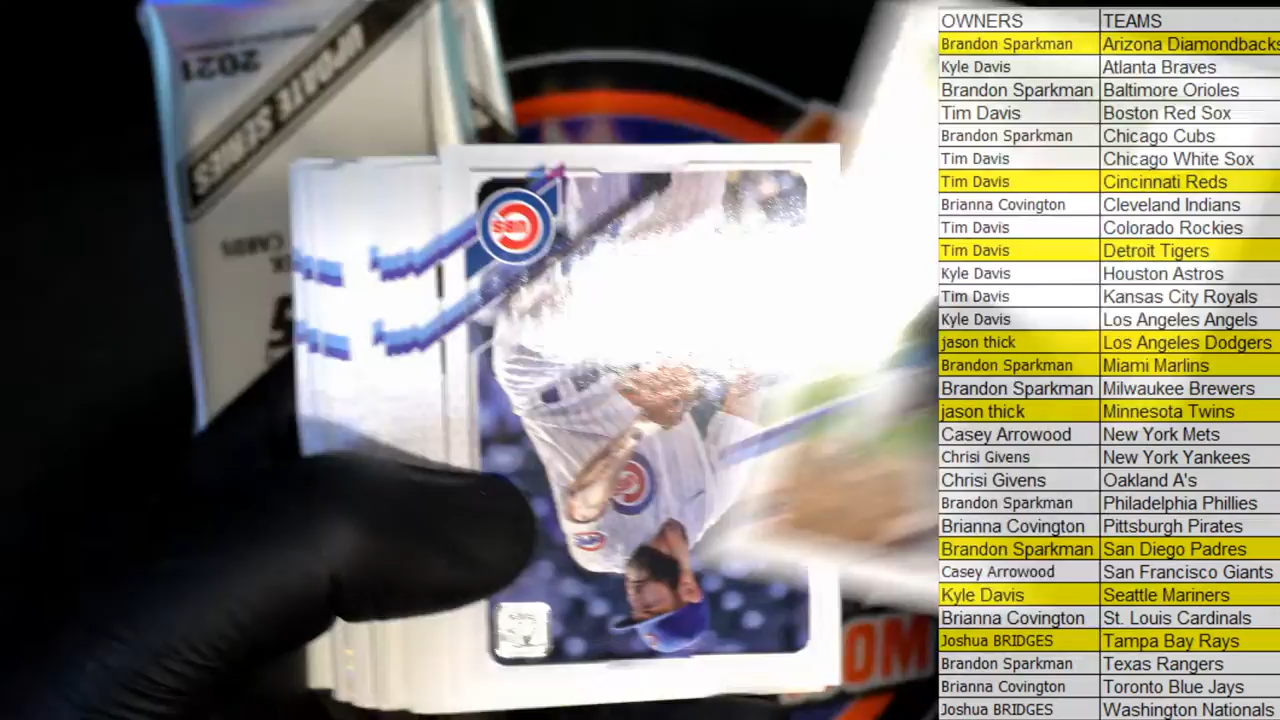 2021
UPDATE SERIES
CARDS
OWNERS TEAMS
Brandon Sparkman Arizona Diamondbacks
Kyle Davis Atlanta Braves
Brandon Sparkman Baltimore Orioles
Tim Davis Boston Red Sox
Brandon Sparkman Chicago Cubs
Tim Davis Chicago White Sox
Tim Davis Cincinnati Reds
Brianna Covington Cleveland Indians
Tim Davis Colorado Rockies
Tim Davis Detroit Tigers
Kyle Davis Houston Astros
Tim Davis Kansas City Royals
Kyle Davis Los Angeles Angels
jason thick Los Angeles Dodgers
Brandon Sparkman Miami Marlins
Brandon Sparkman Milwaukee Brewers
jason thick Minnesota Twins
Casey Arrowood New York Mets
Chrisi Givens New York Yankees
Chrisi Givens Oakland A's
Brandon Sparkman Philadelphia Phillies
Brianna Covington Pittsburgh Pirates
Brandon Sparkman San Diego Padres
Casey Arrowood San Francisco Giants
Kyle Davis Seattle Mariners
Brianna Covington St. Louis Cardinals
Joshua BRIDGES Tampa Bay Rays
Brandon Sparkman Texas Rangers
Brianna Covington Toronto Blue Jays
Joshua BRIDGES Washington Nationals